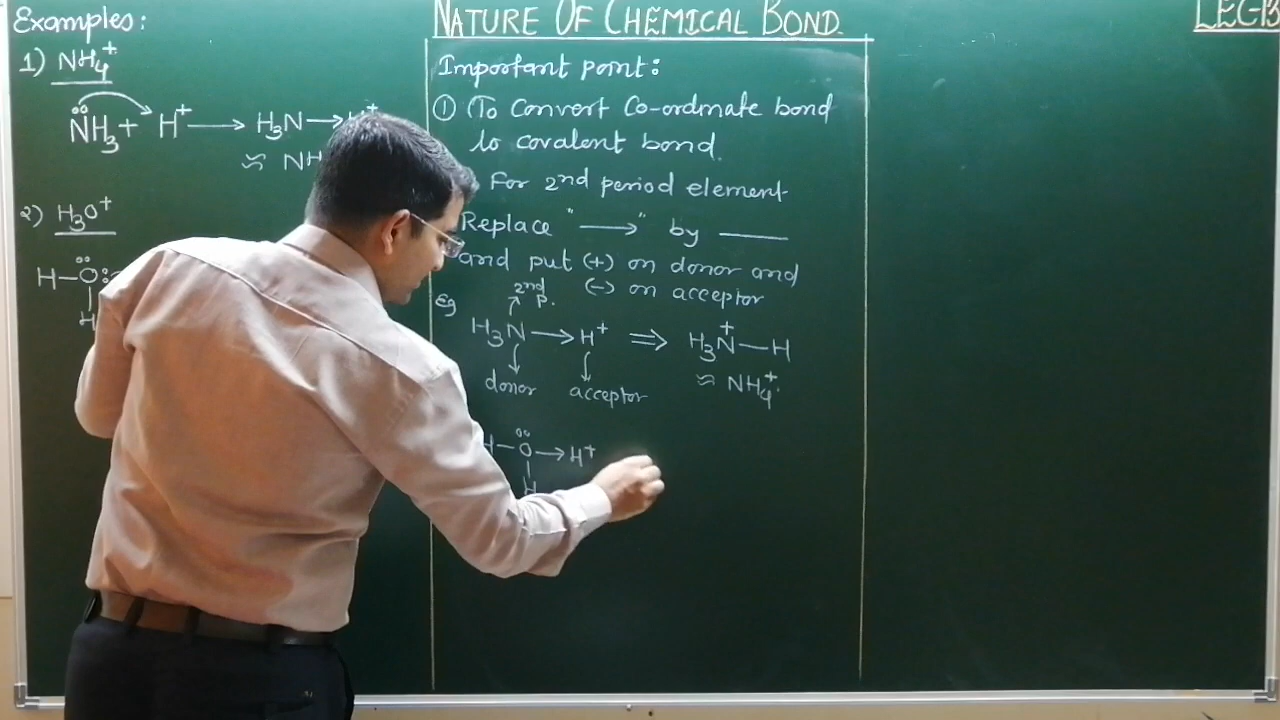 Examples:
1) NH₄⁺
N̈H₃ + H⁺ ⟶ H₃N ⟶ H⁺
≈ NH
2) H₃O⁺
H–Ö:
H
NATURE OF CHEMICAL BOND
LEC-13
Important point:
① To Convert Co-ordinate bond
to covalent bond.
For 2nd period element
Replace "⟶" by ___
and put (+) on donor and
(-) on acceptor
Eg
2nd P.
H₃N ⟶ H⁺ ⇒ H₃N⁺–H
donor acceptor
≈ NH₄⁺.
H–Ö ⟶ H⁺
H